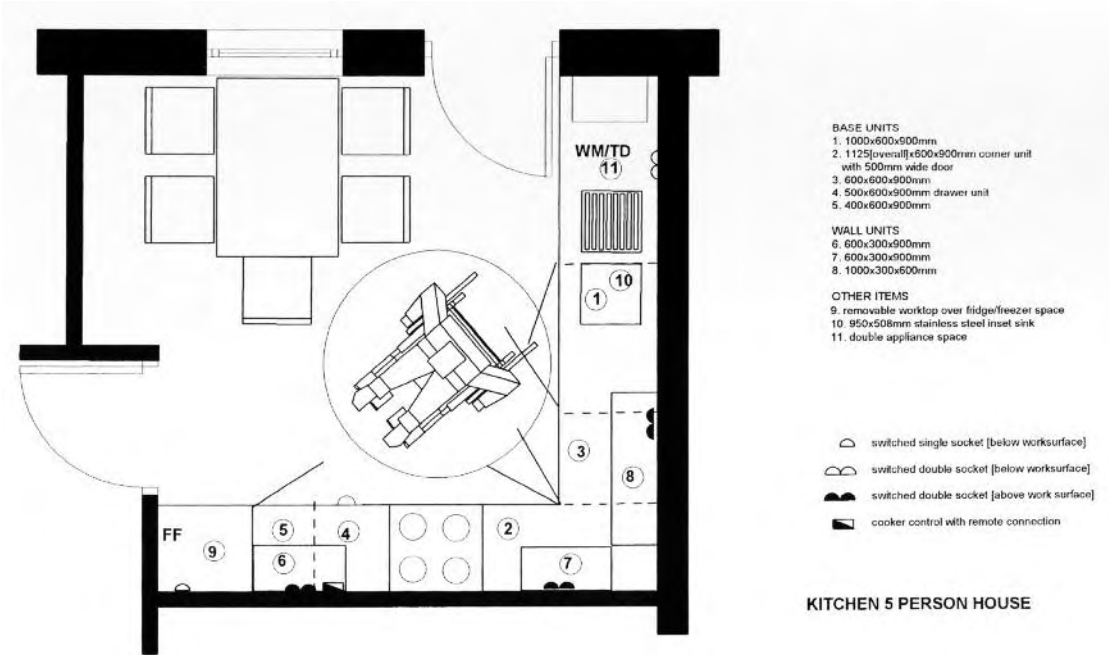 WM/TD
11
10
1
3
8
2
5
4
FF
9
6
7
BASE UNITS
1. 1000x600x900mm
2. 1125[overall]x600x900mm corner unit
with 500mm wide door
3. 600x600x900mm
4. 500x600x900mm drawer unit
5. 400x600x900mm
WALL UNITS
6. 600x300x900mm
7. 600x300x900mm
8. 1000x300x600mm
OTHER ITEMS
9. removable worktop over fridge/freezer space
10. 950x508mm stainless steel inset sink
11. double appliance space
switched single socket [below worksurface]
switched double socket [below worksurface]
switched double socket [above work surface]
cooker control with remote connection
KITCHEN 5 PERSON HOUSE